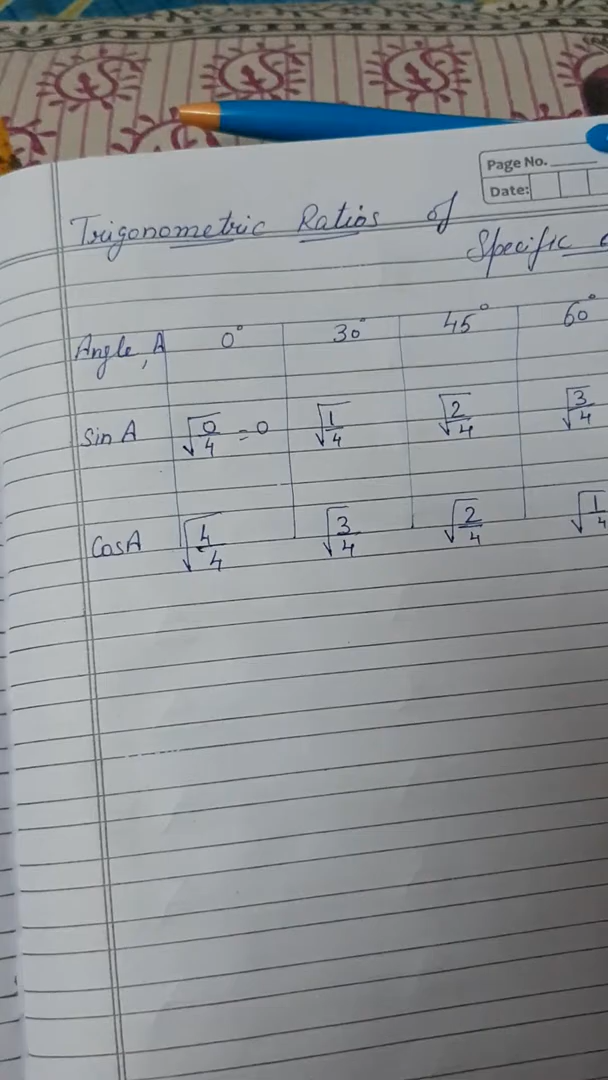 Page No.
Date:
Trigonometric Ratios of
Specific
Angle, A 0° 30° 45° 60°
Sin A √0/4 = 0 √1/4 √2/4 √3/4
CosA √4/4 √3/4 √2/4 √1/4